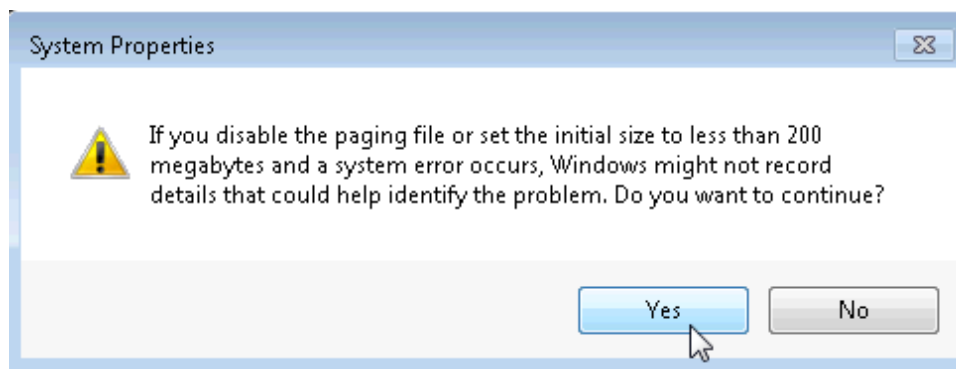 System Properties
If you disable the paging file or set the initial size to less than 200
megabytes and a system error occurs, Windows might not record
details that could help identify the problem. Do you want to continue?
Yes
No